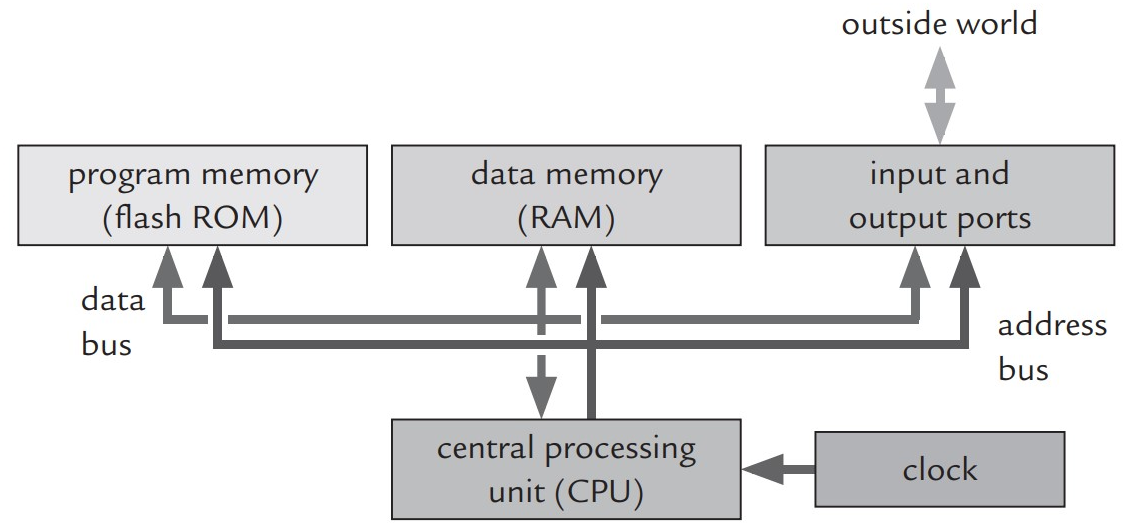 outside world
program memory
(flash ROM)
data memory
(RAM)
input and
output ports
data
bus
address
bus
central processing
unit (CPU)
clock